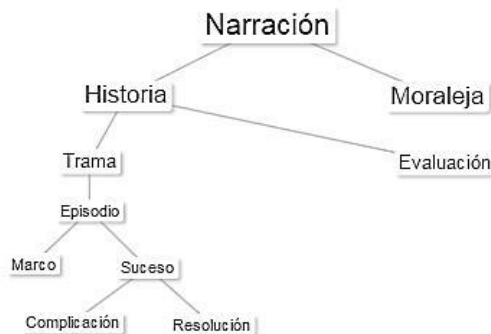 Narración
Historia
Moraleja
Trama
Evaluación
Episodio
Marco
Suceso
Complicación
Resolución